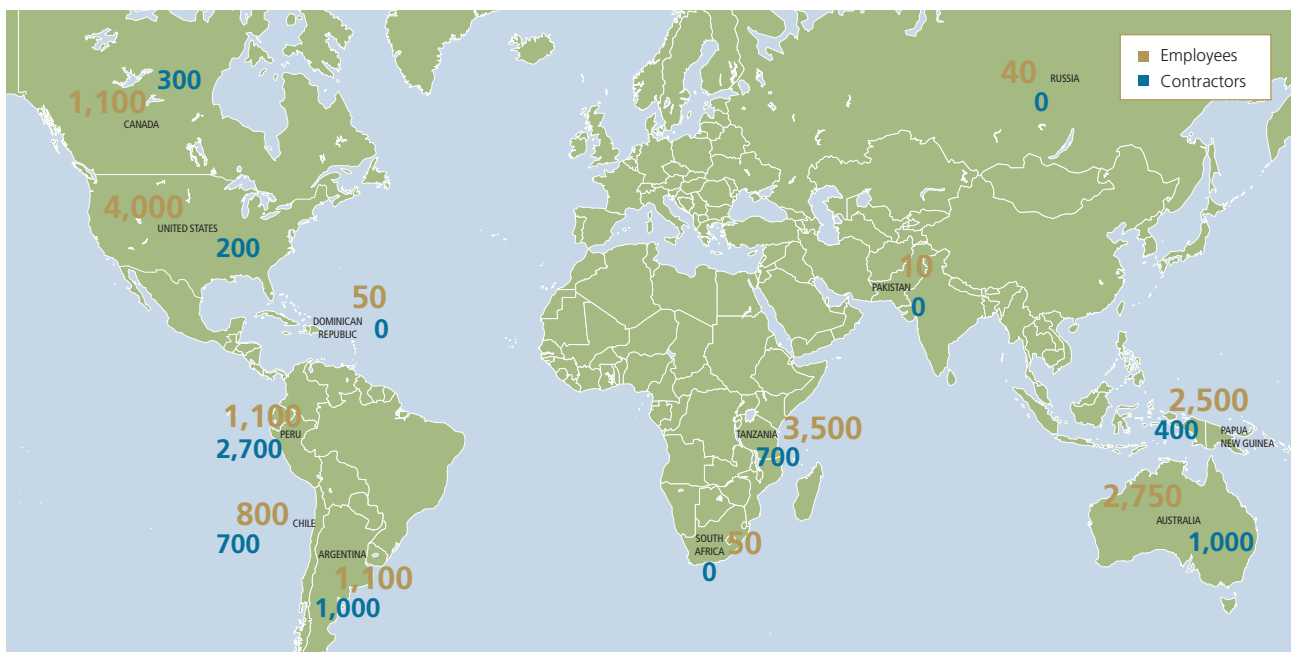 Employees
Contractors
300
1,100
CANADA
40
RUSSIA
0
4,000
UNITED STATES
200
50
DOMINICAN
REPUBLIC
0
10
PAKISTAN
0
1,100
PERU
2,700
TANZANIA
3,500
700
2,500
400
PAPUA
NEW GUINEA
800
CHILE
700
ARGENTINA
1,100
1,000
SOUTH
AFRICA
50
0
2,750
AUSTRALIA
1,000